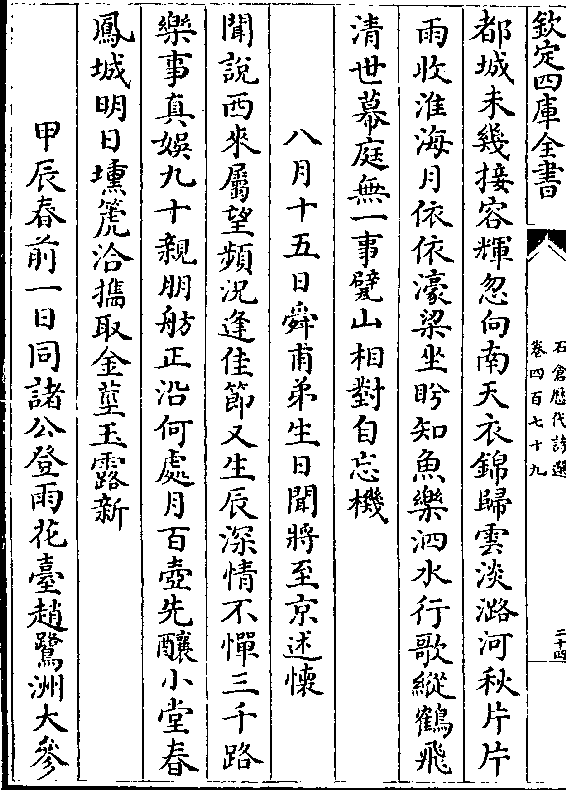 欽定四庫全書
石倉歷代詩選
卷四百七十九
二十四
都城未幾接容輝忽向南天衣錦歸雲淡潞河秋片片
雨收淮海月依依濠梁坐盻知魚樂泗水行歌縱鶴飛
清世幕庭無一事躄山相對自忘機
八月十五日舜甫弟生日聞將至京述懷
聞說西來屬望頻況逢佳節又生辰深情不憚三千路
樂事真娛九十親朋舫正沿何處月百壺先釀小堂春
鳳城明日壎箎洽攜取金莖玉露新
甲辰春前一日同諸公登雨花臺趙鷺洲大參